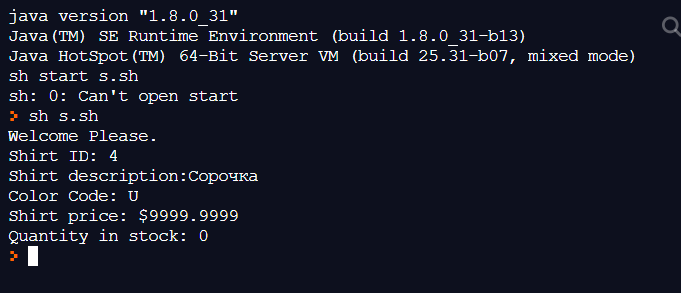 java version "1.8.0_31"
Java(TM) SE Runtime Environment (build 1.8.0_31-b13)
Java HotSpot(TM) 64-Bit Server VM (build 25.31-b07, mixed mode)
sh start s.sh
sh: 0: Can't open start
> sh s.sh
Welcome Please.
Shirt ID: 4
Shirt description:Сорочка
Color Code: U
Shirt price: $9999.9999
Quantity in stock: 0
>